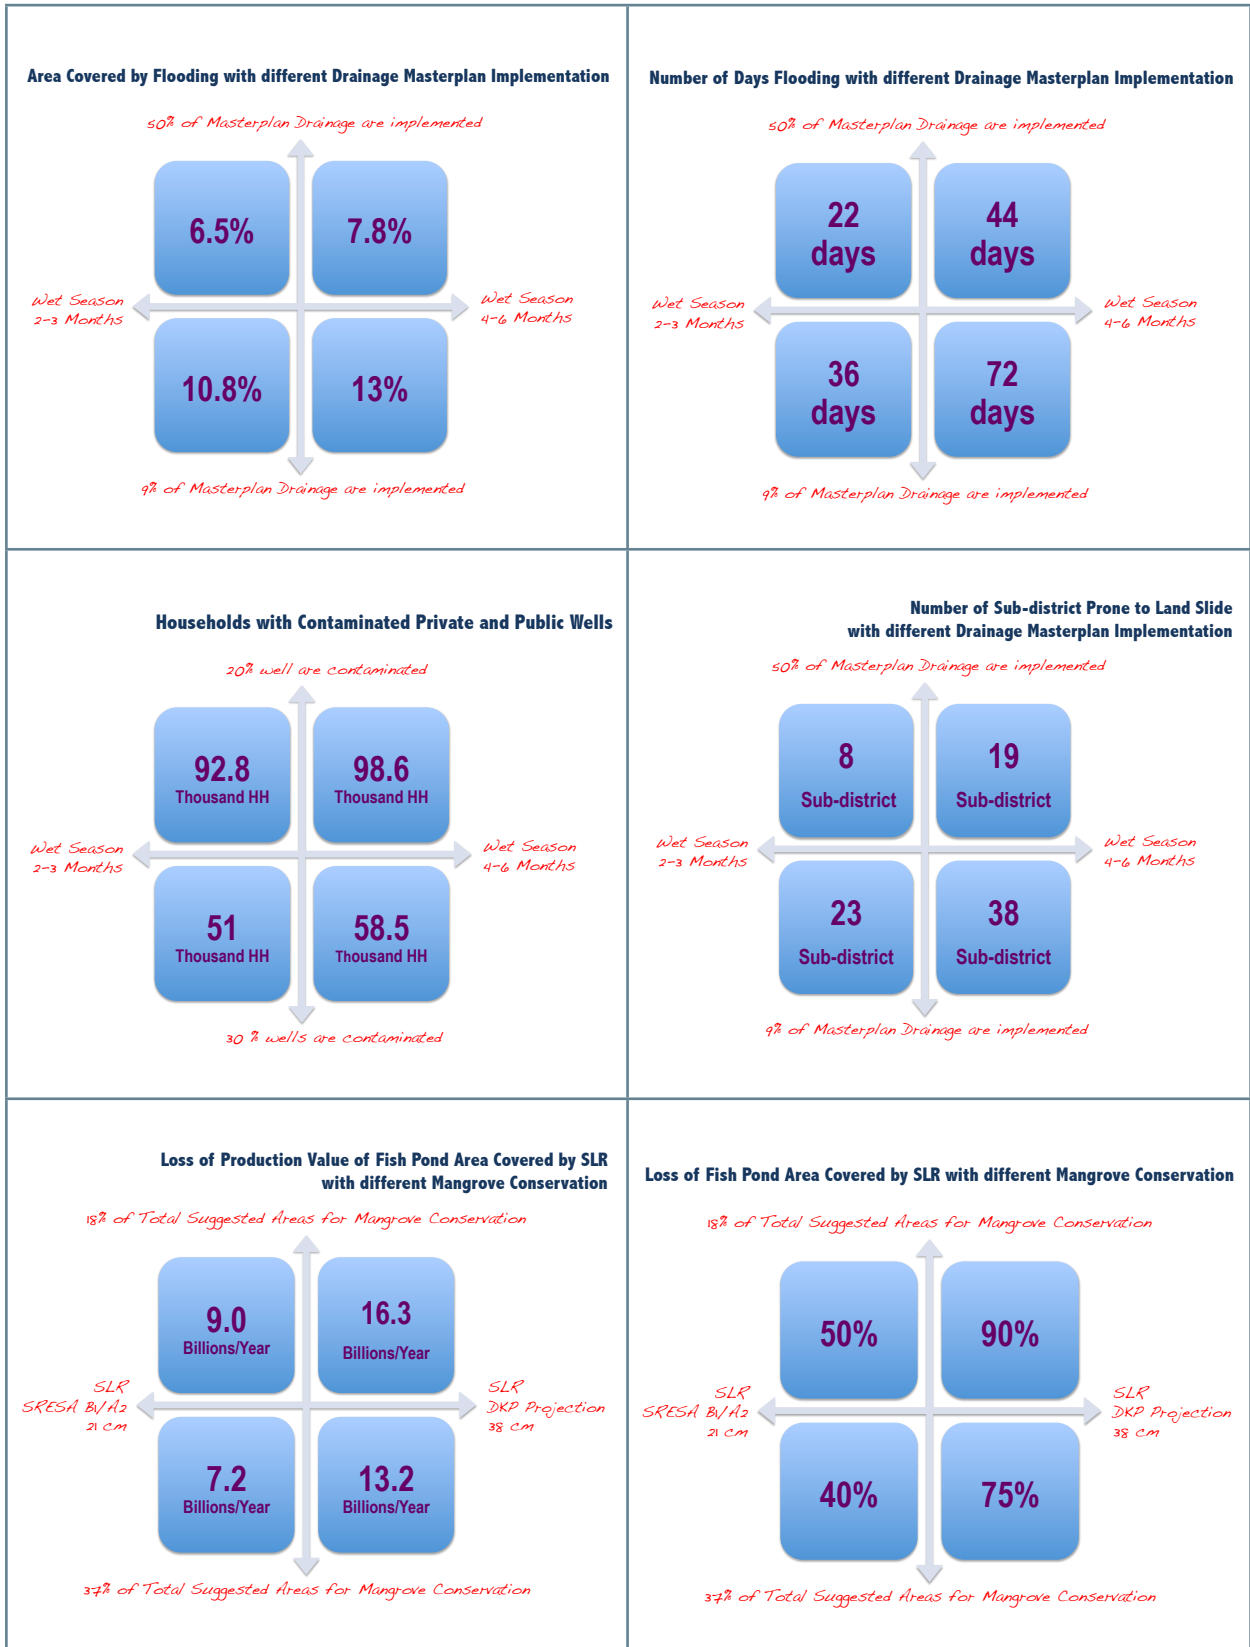 Area Covered by Flooding with different Drainage Masterplan Implementation
50% of Masterplan Drainage are implemented
6.5%
7.8%
Wet Season
2-3 Months
Wet Season
4-6 Months
10.8%
13%
9% of Masterplan Drainage are implemented
Number of Days Flooding with different Drainage Masterplan Implementation
50% of Masterplan Drainage are implemented
22
days
44
days
Wet Season
2-3 Months
Wet Season
4-6 Months
36
days
72
days
9% of Masterplan Drainage are implemented
Households with Contaminated Private and Public Wells
20% well are contaminated
92.8
Thousand HH
98.6
Thousand HH
Wet Season
2-3 Months
Wet Season
4-6 Months
51
Thousand HH
58.5
Thousand HH
30 % wells are contaminated
Number of Sub-district Prone to Land Slide
with different Drainage Masterplan Implementation
50% of Masterplan Drainage are implemented
8
Sub-district
19
Sub-district
Wet Season
2-3 Months
Wet Season
4-6 Months
23
Sub-district
38
Sub-district
9% of Masterplan Drainage are implemented
Loss of Production Value of Fish Pond Area Covered by SLR
with different Mangrove Conservation
18% of Total Suggested Areas for Mangrove Conservation
9.0
Billions/Year
16.3
Billions/Year
SLR
SRESA B1/A2
21 cm
SLR
DKP Projection
38 cm
7.2
Billions/Year
13.2
Billions/Year
37% of Total Suggested Areas for Mangrove Conservation
Loss of Fish Pond Area Covered by SLR with different Mangrove Conservation
18% of Total Suggested Areas for Mangrove Conservation
50%
90%
SLR
SRESA B1/A2
21 cm
SLR
DKP Projection
38 cm
40%
75%
37% of Total Suggested Areas for Mangrove Conservation